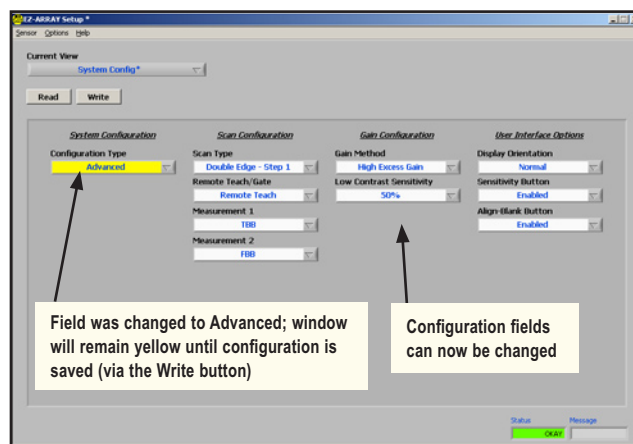 EZ-ARRAY Setup *
Sensor Options Help
Current View
System Config*
Read Write
System Configuration
Configuration Type
Advanced
Scan Configuration
Scan Type
Double Edge - Step 1
Remote Teach/Gate
Remote Teach
Measurement 1
TBB
Measurement 2
FBB
Gain Configuration
Gain Method
High Excess Gain
Low Contrast Sensitivity
50%
User Interface Options
Display Orientation
Normal
Sensitivity Button
Enabled
Align-Blank Button
Enabled
Field was changed to Advanced; window
will remain yellow until configuration is
saved (via the Write button)
Configuration fields
can now be changed
Status Message
OKAY